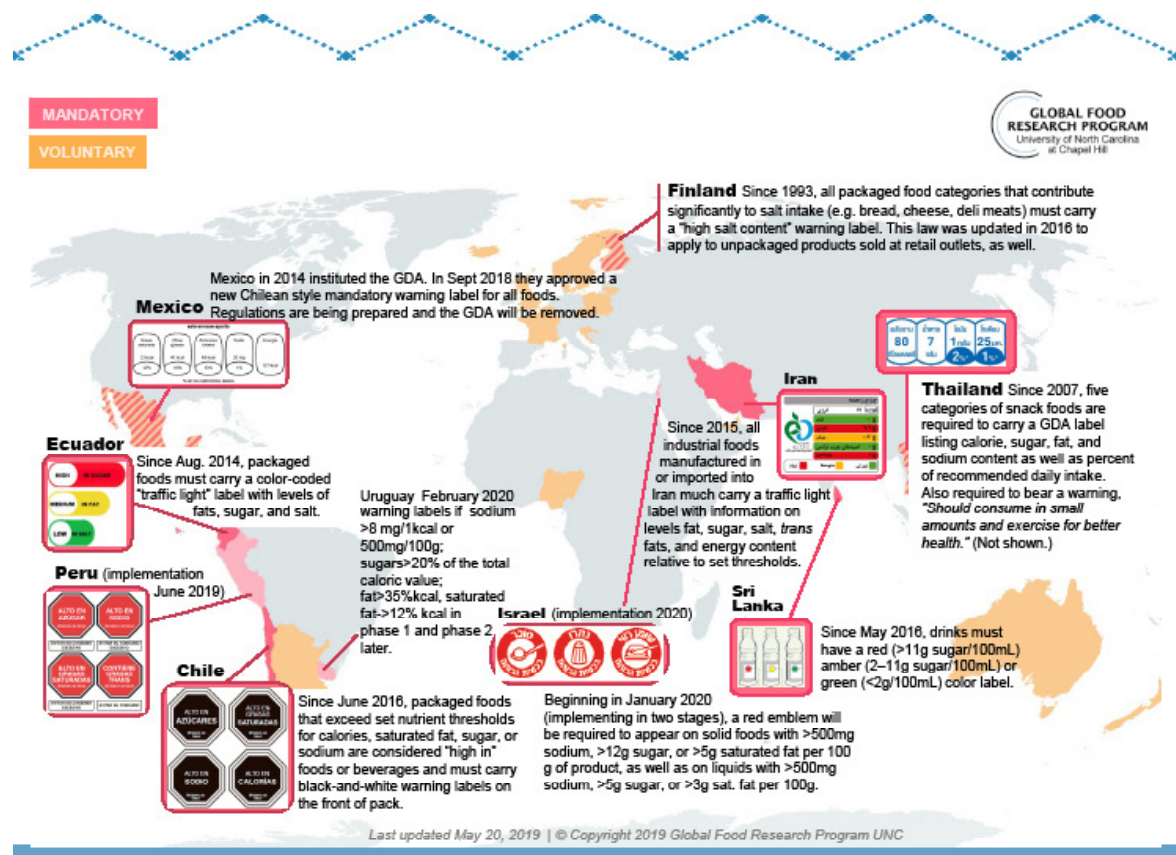 MANDATORY
VOLUNTARY
GLOBAL FOOD
RESEARCH PROGRAM
University of North Carolina
at Chapel Hill
Finland Since 1993, all packaged food categories that contribute
significantly to salt intake (e.g. bread, cheese, deli meats) must carry
a "high salt content" warning label. This law was updated in 2016 to
apply to unpackaged products sold at retail outlets, as well.
Mexico in 2014 instituted the GDA. In Sept 2018 they approved a
new Chilean style mandatory warning label for all foods.
Regulations are being prepared and the GDA will be removed.
Mexico
Iran
Since 2015, all
industrial foods
manufactured in
or imported into
Iran much carry a traffic light
label with information on
levels fat, sugar, salt, trans
fats, and energy content
relative to set thresholds.
80
7
1
25
2%
1%
Thailand Since 2007, five
categories of snack foods are
required to carry a GDA label
listing calorie, sugar, fat, and
sodium content as well as percent
of recommended daily intake.
Also required to bear a warning,
"Should consume in small
amounts and exercise for better
health." (Not shown.)
Ecuador
HIGH IN SUGAR
MEDIUM IN FAT
LOW IN SALT
Since Aug. 2014, packaged
foods must carry a color-coded
"traffic light" label with levels of
fats, sugar, and salt.
Uruguay February 2020
warning labels if sodium
>8 mg/1kcal or
500mg/100g;
sugars>20% of the total
caloric value;
fat>35%kcal, saturated
fat->12% kcal in
phase 1 and phase 2
later.
Peru (implementation
June 2019)
ALTO EN
AZÚCAR
ALTO EN
SODIO
ALTO EN
GRASAS
SATURADAS
CONTIENE
GRASAS
TRANS
Chile
ALTO EN
AZÚCARES
ALTO EN
GRASAS
SATURADAS
ALTO EN
SODIO
ALTO EN
CALORÍAS
Since June 2016, packaged foods
that exceed set nutrient thresholds
for calories, saturated fat, sugar, or
sodium are considered "high in"
foods or beverages and must carry
black-and-white warning labels on
the front of pack.
Israel (implementation 2020)
Beginning in January 2020
(implementing in two stages), a red emblem will
be required to appear on solid foods with >500mg
sodium, >12g sugar, or >5g saturated fat per 100
g of product, as well as on liquids with >500mg
sodium, >5g sugar, or >3g sat. fat per 100g.
Sri
Lanka
Since May 2016, drinks must
have a red (>11g sugar/100mL)
amber (2–11g sugar/100mL) or
green (<2g/100mL) color label.
Last updated May 20, 2019 | © Copyright 2019 Global Food Research Program UNC